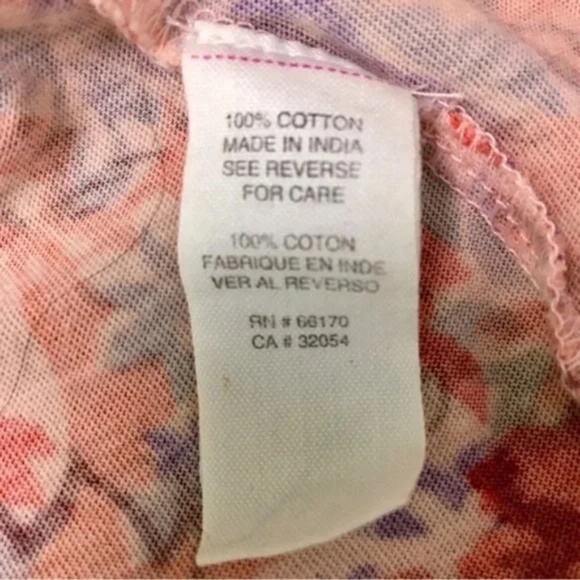 100% COTTON
MADE IN INDIA
SEE REVERSE
FOR CARE
100% COTON
FABRIQUE EN INDE
VER AL REVERSO
RN # 66170
CA # 32054